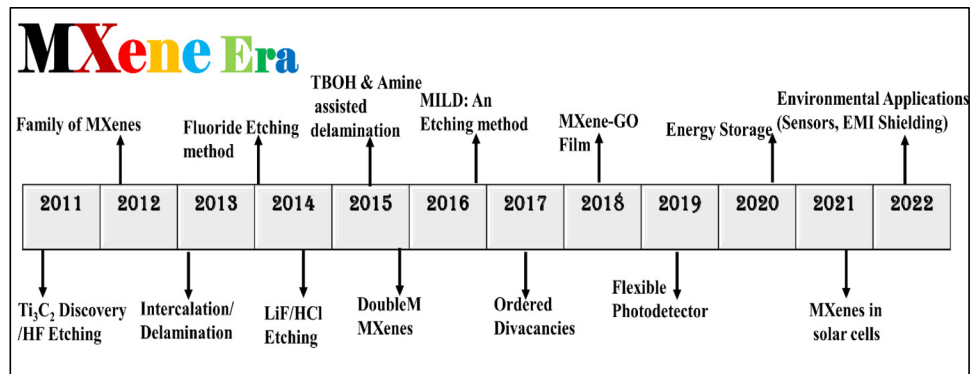 MXene Era
Family of MXenes
Fluoride Etching
method
TBOH & Amine
assisted
delamination
MILD: An
Etching method
MXene-GO
Film
Energy Storage
Environmental Applications
(Sensors, EMI Shielding)
2011 2012 2013 2014 2015 2016 2017 2018 2019 2020 2021 2022
Ti₃C₂ Discovery
/HF Etching
Intercalation/
Delamination
LiF/HCl
Etching
DoubleM
MXenes
Ordered
Divacancies
Flexible
Photodetector
MXenes in
solar cells